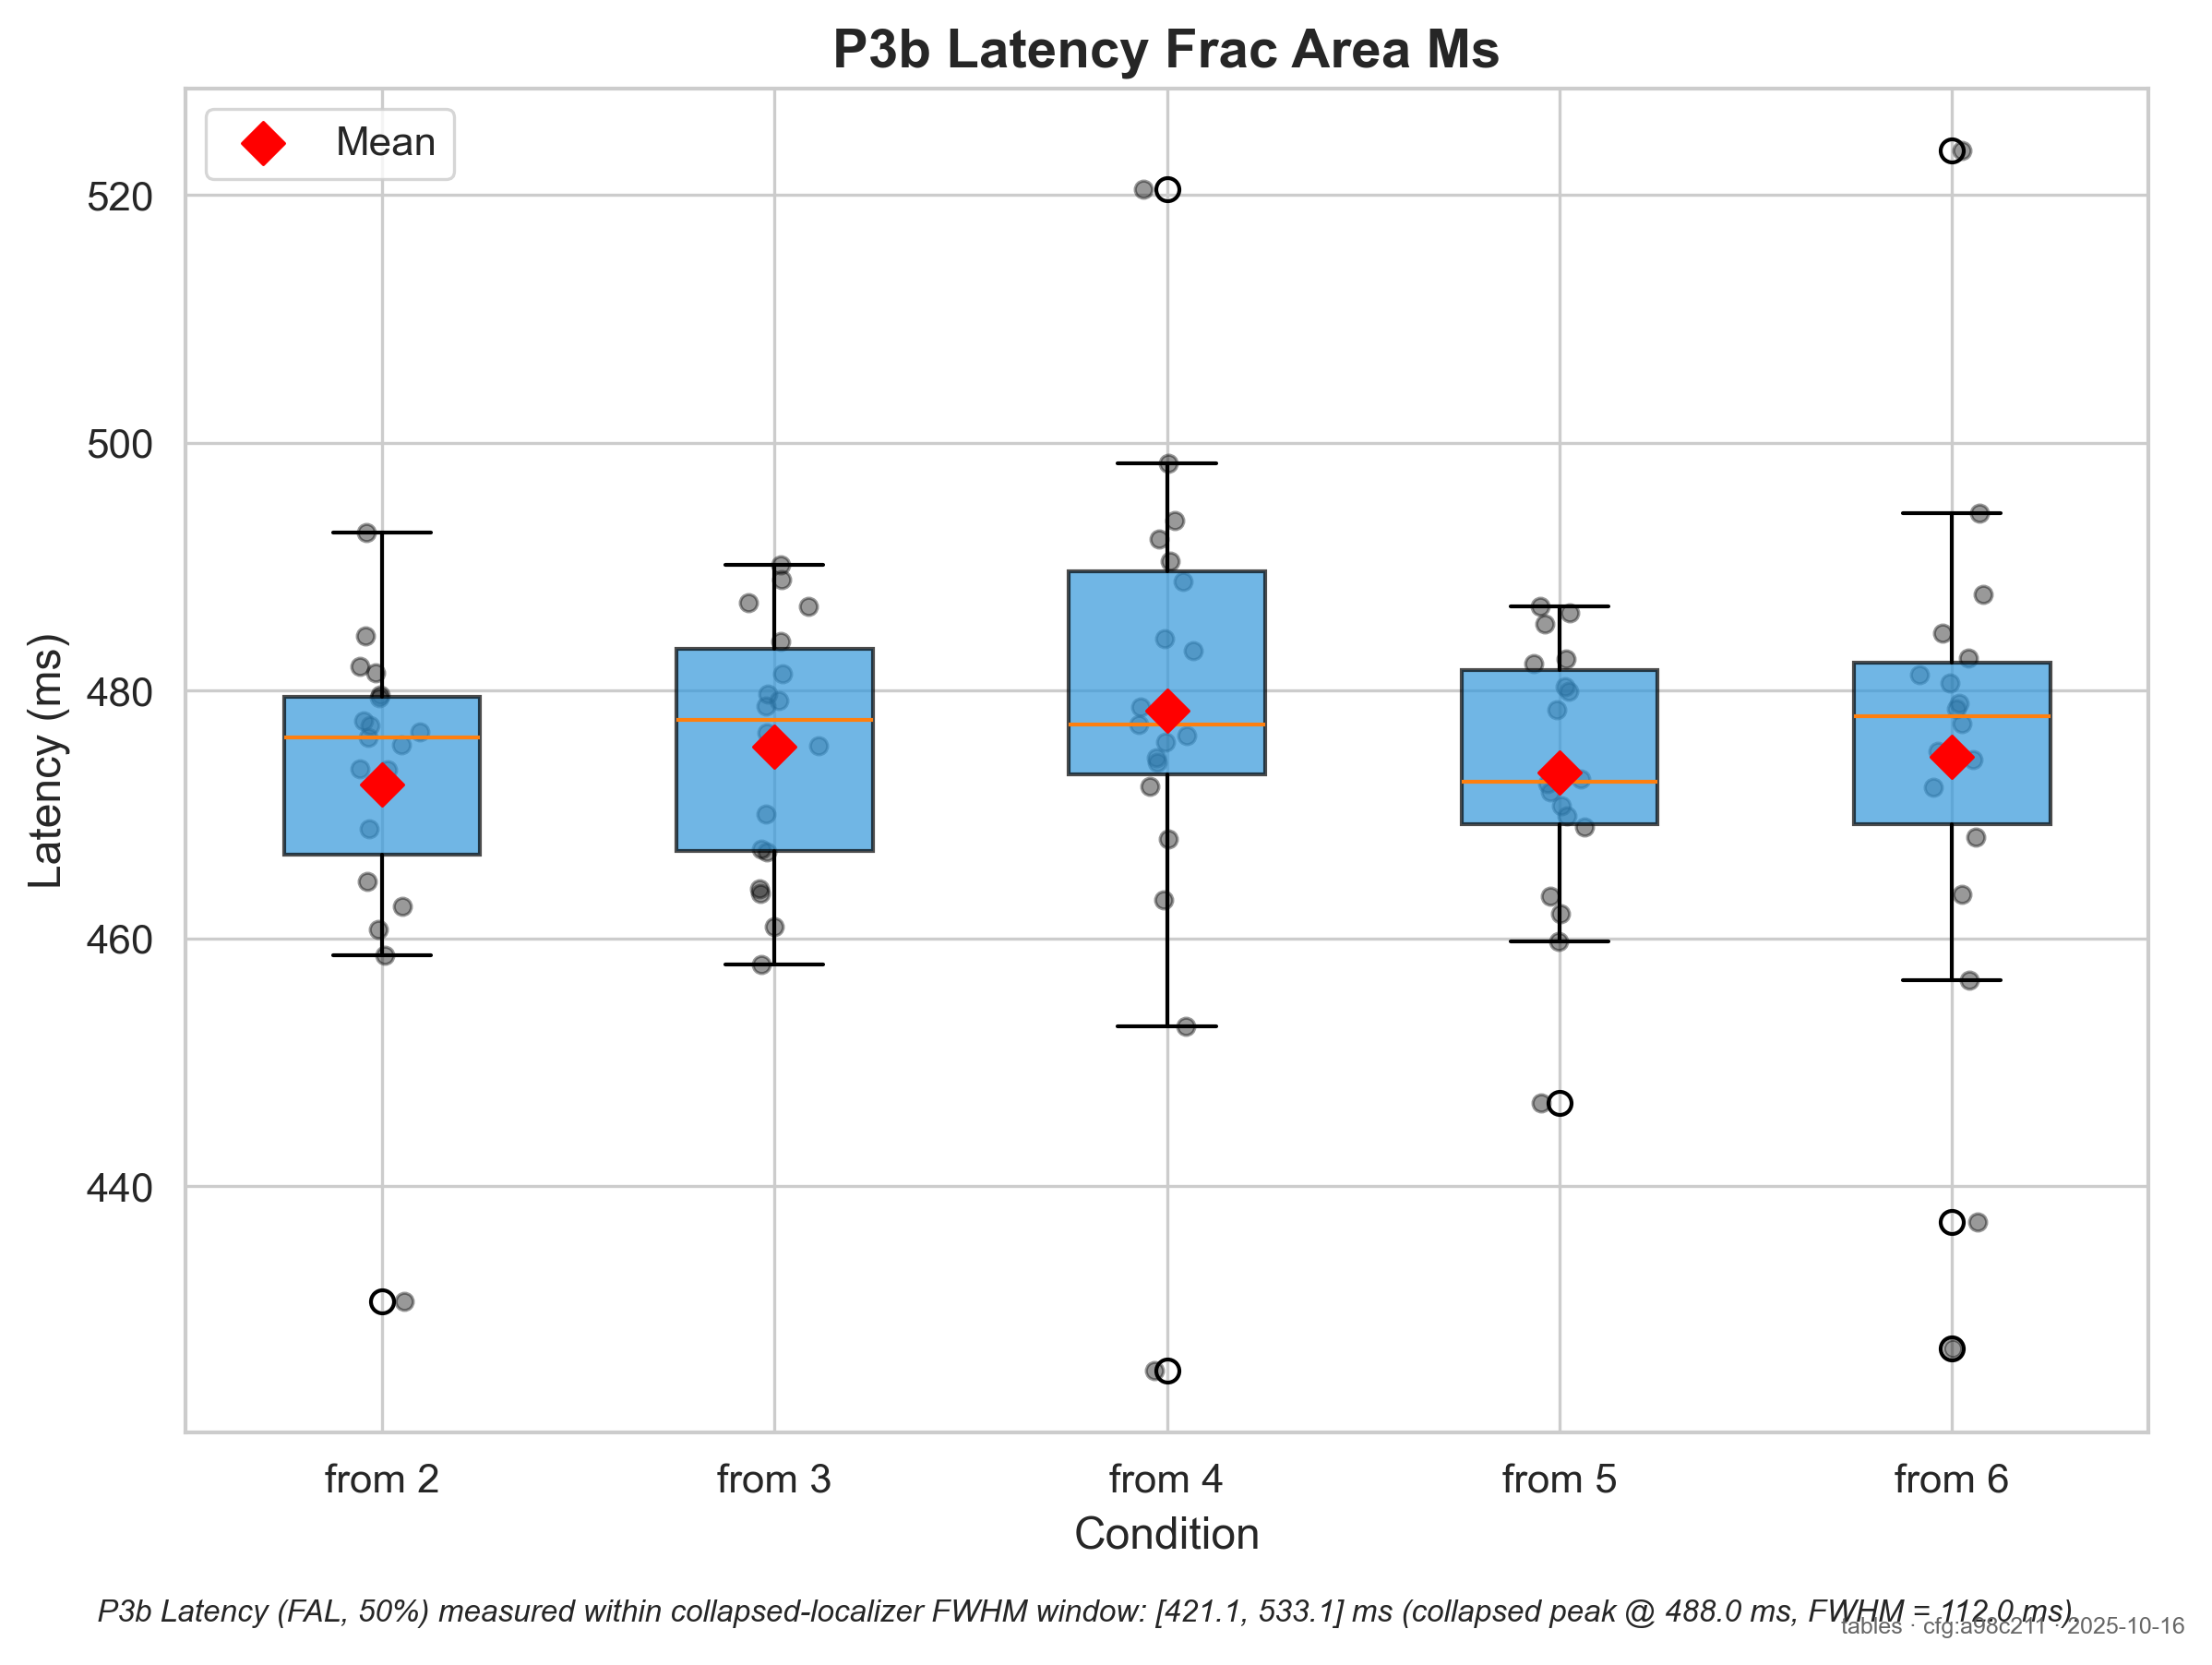 P3b Latency Frac Area Ms
Mean
520
500
480
460
440
Latency (ms)
from 2
from 3
from 4
from 5
from 6
Condition
P3b Latency (FAL, 50%) measured within collapsed-localizer FWHM window: [421.1, 533.1] ms (collapsed peak @ 488.0 ms, FWHM = 112.0 ms).
tables · cfg:a98c211 · 2025-10-16